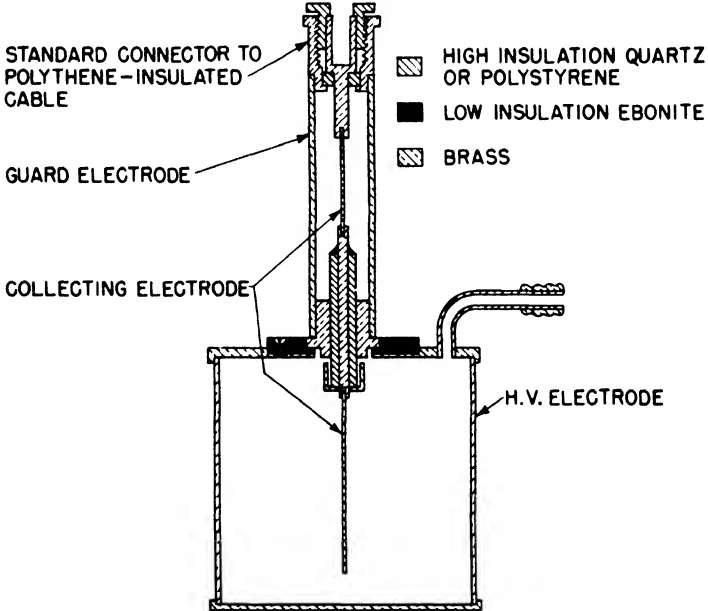 STANDARD CONNECTOR TO
POLYTHENE-INSULATED
CABLE
GUARD ELECTRODE
COLLECTING ELECTRODE
HIGH INSULATION QUARTZ
OR POLYSTYRENE
LOW INSULATION EBONITE
BRASS
H.V. ELECTRODE